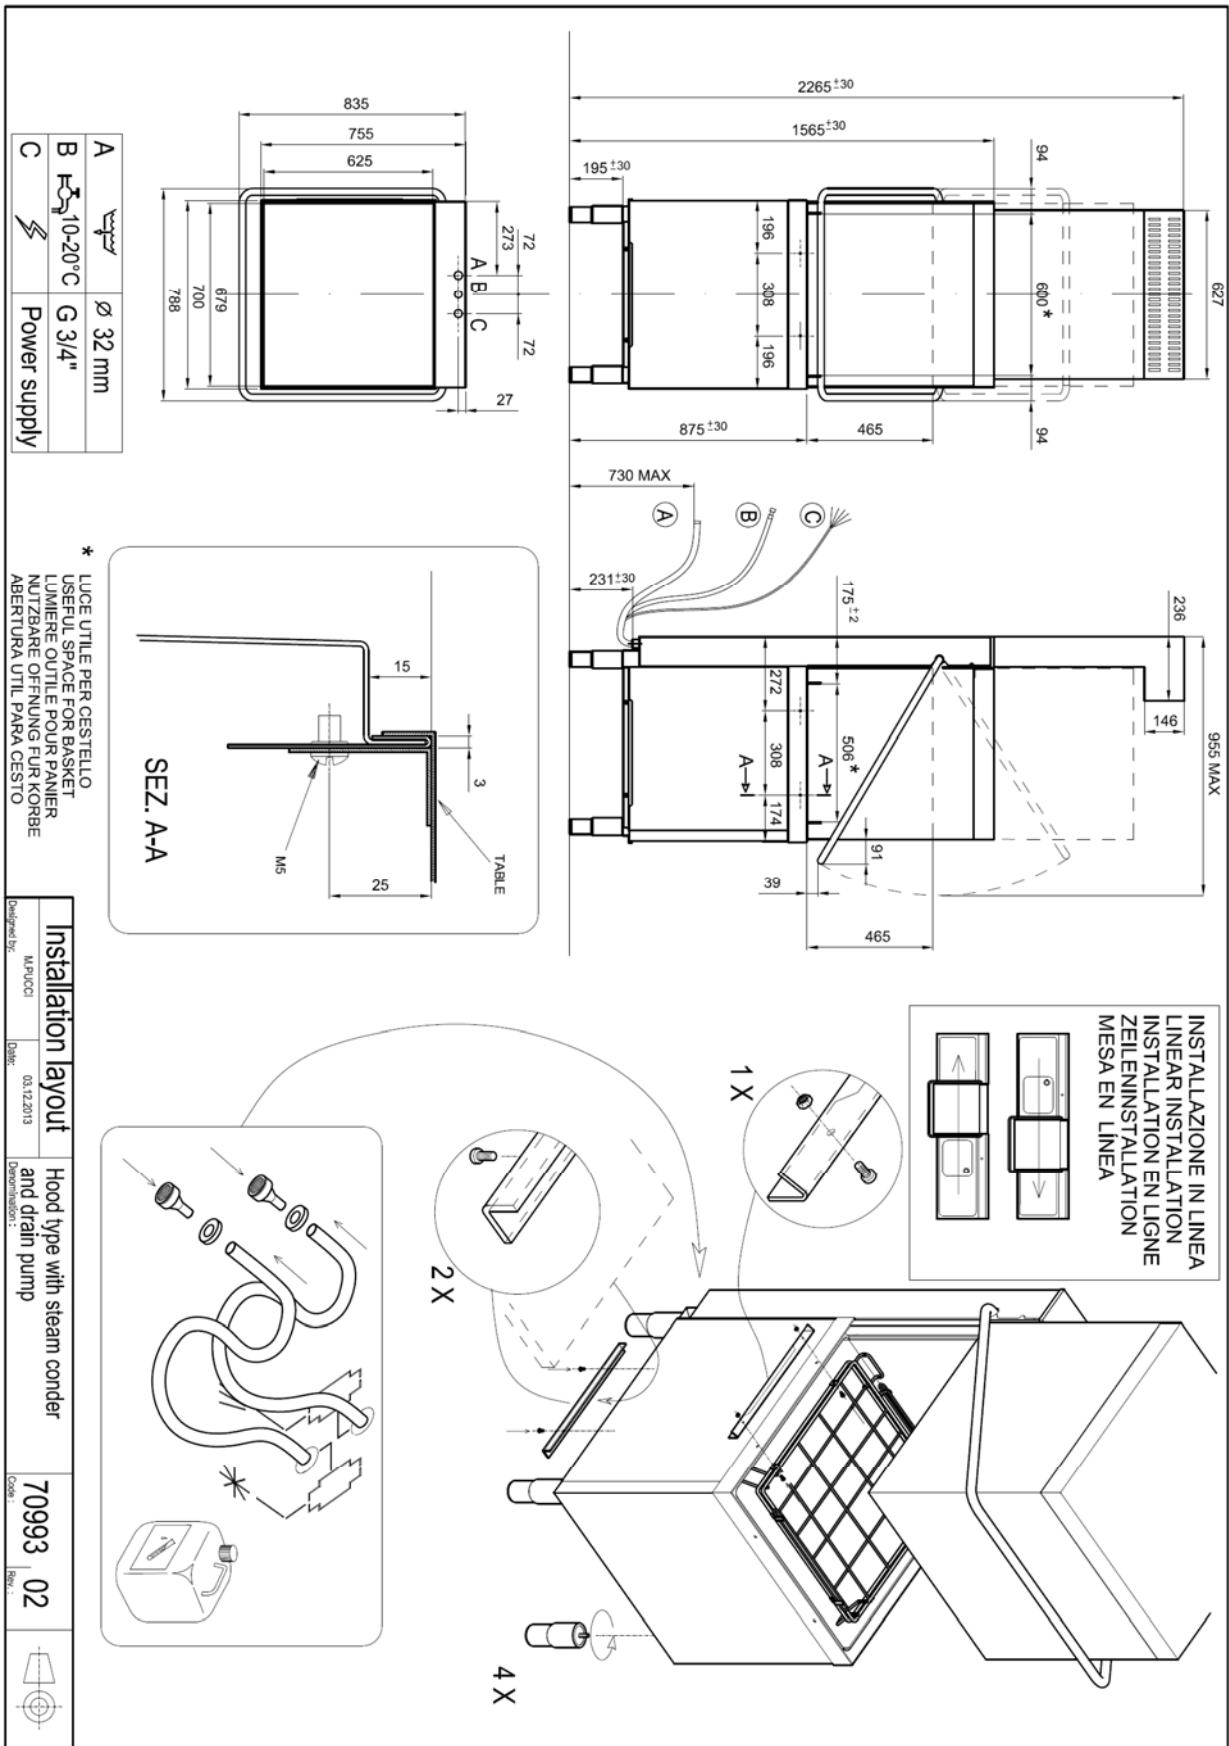 2265±30
1565±30
195±30
94
627
600*
94
196
308
196
875±30
465
835
755
625
72
273
A
B
C
72
27
679
700
788
A
Ø 32 mm
B
10-20°C
G 3/4"
C
Power supply
730 MAX
A
B
C
231±30
175±2
236
146
955 MAX
272
308
174
506*
A
A
91
39
465
15
3
TABLE
25
M5
SEZ. A-A
* LUCE UTILE PER CESTELLO
USEFUL SPACE FOR BASKET
LUMIERE OUTILE POUR PANIER
NUTZBARE OFFNUNG FUR KORBE
ABERTURA UTIL PARA CESTO
INSTALLAZIONE IN LINEA
LINEAR INSTALLATION
INSTALLATION EN LIGNE
ZEILENINSTALLATION
MESA EN LÍNEA
1 X
2 X
4 X
Installation layout
Designed by:
M.PUCCI
Date:
03.12.2013
Hood type with steam conder
and drain pump
Denomination:
70993
Code:
02
Rev.: